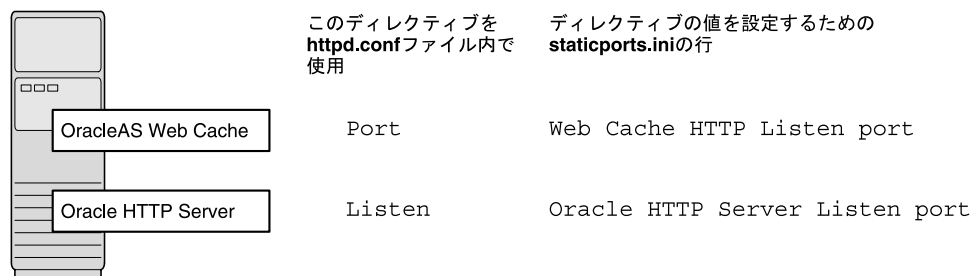 このディレクティブを
httpd.confファイル内で
使用
ディレクティブの値を設定するための
staticports.iniの行
OracleAS Web Cache
Port
Web Cache HTTP Listen port
Oracle HTTP Server
Listen
Oracle HTTP Server Listen port